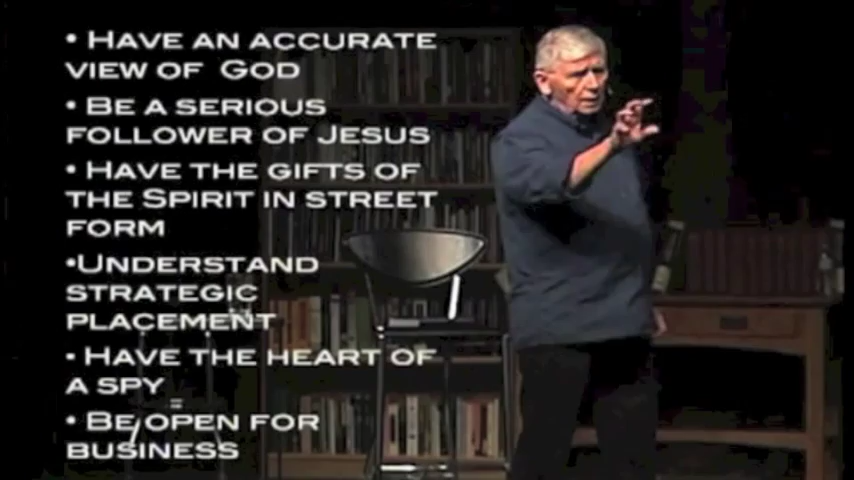 • Have an accurate
view of God
• Be a serious
follower of Jesus
• Have the gifts of
the Spirit in street
form
•Understand
strategic
placement
• Have the heart of
a spy
• Be open for
business